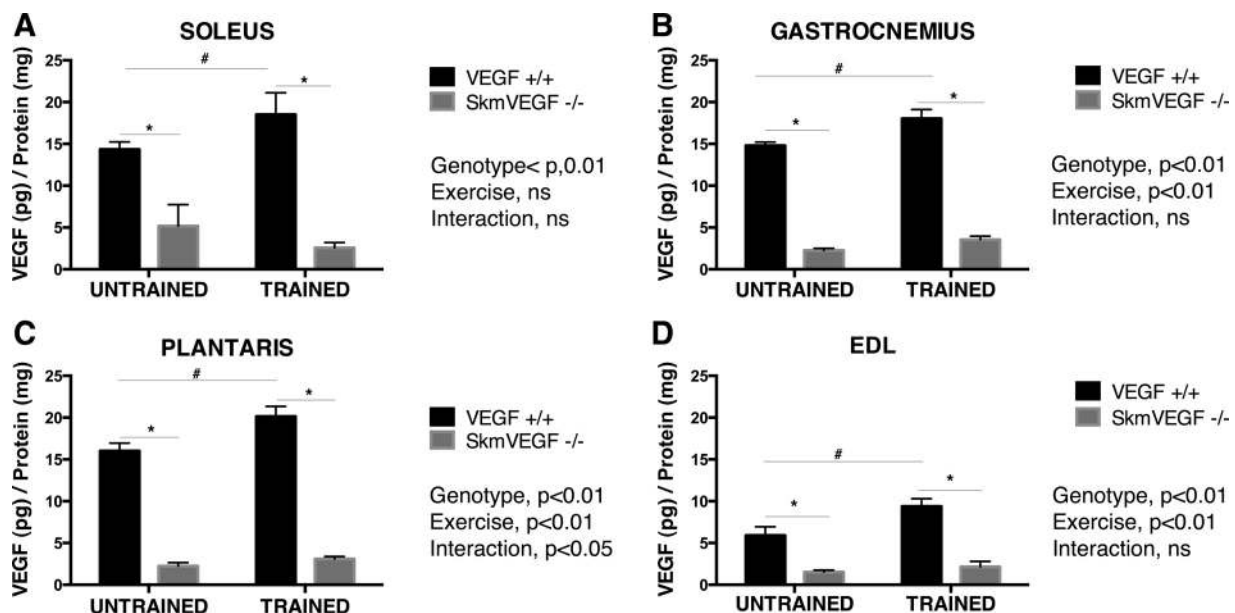 A
SOLEUS
VEGF (pg) / Protein (mg)
25
20
15
10
5
0
#
*
*
UNTRAINED
TRAINED
VEGF +/+
SkmVEGF -/-
Genotype< p,0.01
Exercise, ns
Interaction, ns
B
GASTROCNEMIUS
VEGF (pg) / Protein (mg)
25
20
15
10
5
0
#
*
*
UNTRAINED
TRAINED
VEGF +/+
SkmVEGF -/-
Genotype, p<0.01
Exercise, p<0.01
Interaction, ns
C
PLANTARIS
VEGF (pg) / Protein (mg)
25
20
15
10
5
0
#
*
*
UNTRAINED
TRAINED
VEGF +/+
SkmVEGF -/-
Genotype, p<0.01
Exercise, p<0.01
Interaction, p<0.05
D
EDL
VEGF (pg) / Protein (mg)
25
20
15
10
5
0
#
*
*
UNTRAINED
TRAINED
VEGF +/+
SkmVEGF -/-
Genotype, p<0.01
Exercise, p<0.01
Interaction, ns